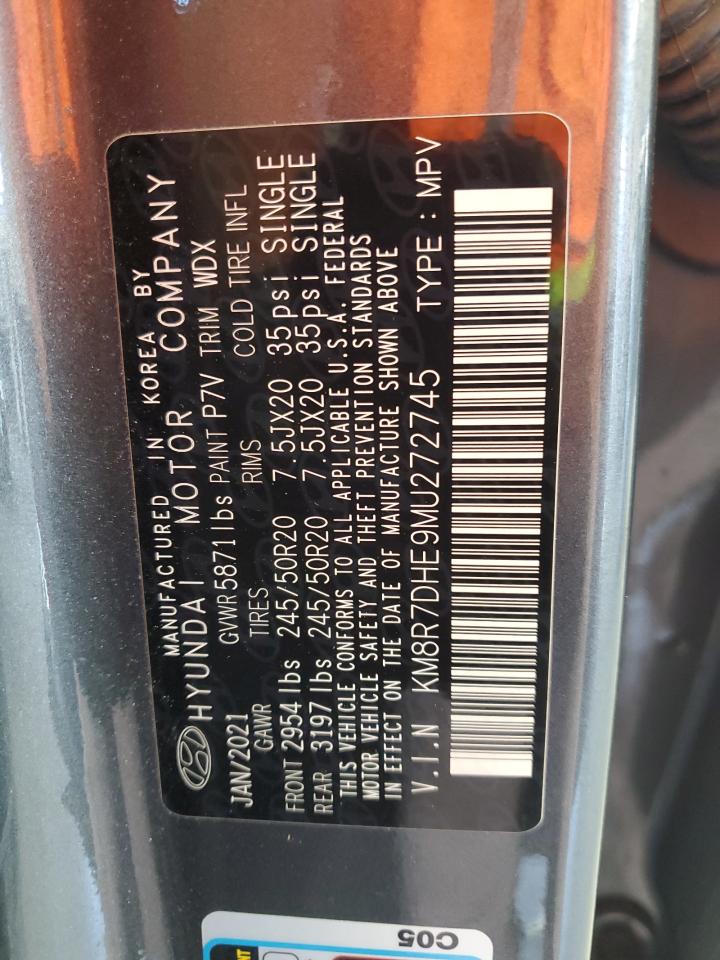 MANUFACTURED IN KOREA BY
HYUNDAI MOTOR COMPANY
JAN/2021 GVWR 5871 lbs PAINT P7V TRIM WDX
GAWR TIRES RIMS COLD TIRE INFL
FRONT 2954 lbs 245/50R20 7.5JX20 35psi SINGLE
REAR 3197 lbs 245/50R20 7.5JX20 35psi SINGLE
THIS VEHICLE CONFORMS TO ALL APPLICABLE U.S.A. FEDERAL
MOTOR VEHICLE SAFETY AND THEFT PREVENTION STANDARDS
IN EFFECT ON THE DATE OF MANUFACTURE SHOWN ABOVE
V.I.N KM8R7DHE9MU272745 TYPE : MPV
C05